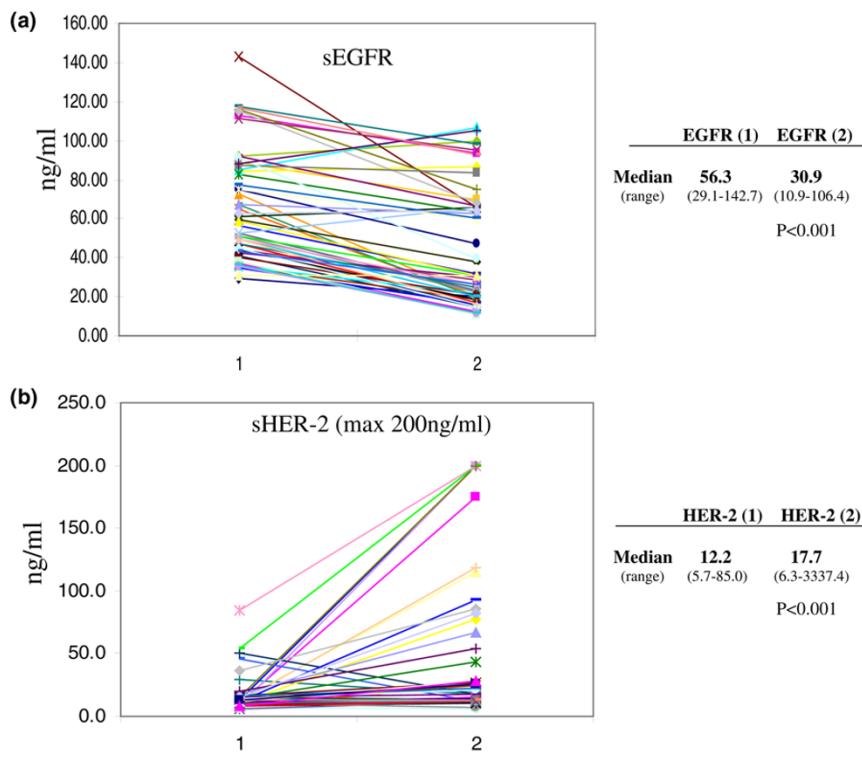 (a)
160.00
140.00
120.00
100.00
80.00
60.00
40.00
20.00
0.00
ng/ml
sEGFR
1 2
EGFR (1) EGFR (2)
Median 56.3 30.9
(range) (29.1-142.7) (10.9-106.4)
P<0.001
(b)
250.0
200.0
150.0
100.0
50.0
0.0
ng/ml
sHER-2 (max 200ng/ml)
1 2
HER-2 (1) HER-2 (2)
Median 12.2 17.7
(range) (5.7-85.0) (6.3-3337.4)
P<0.001